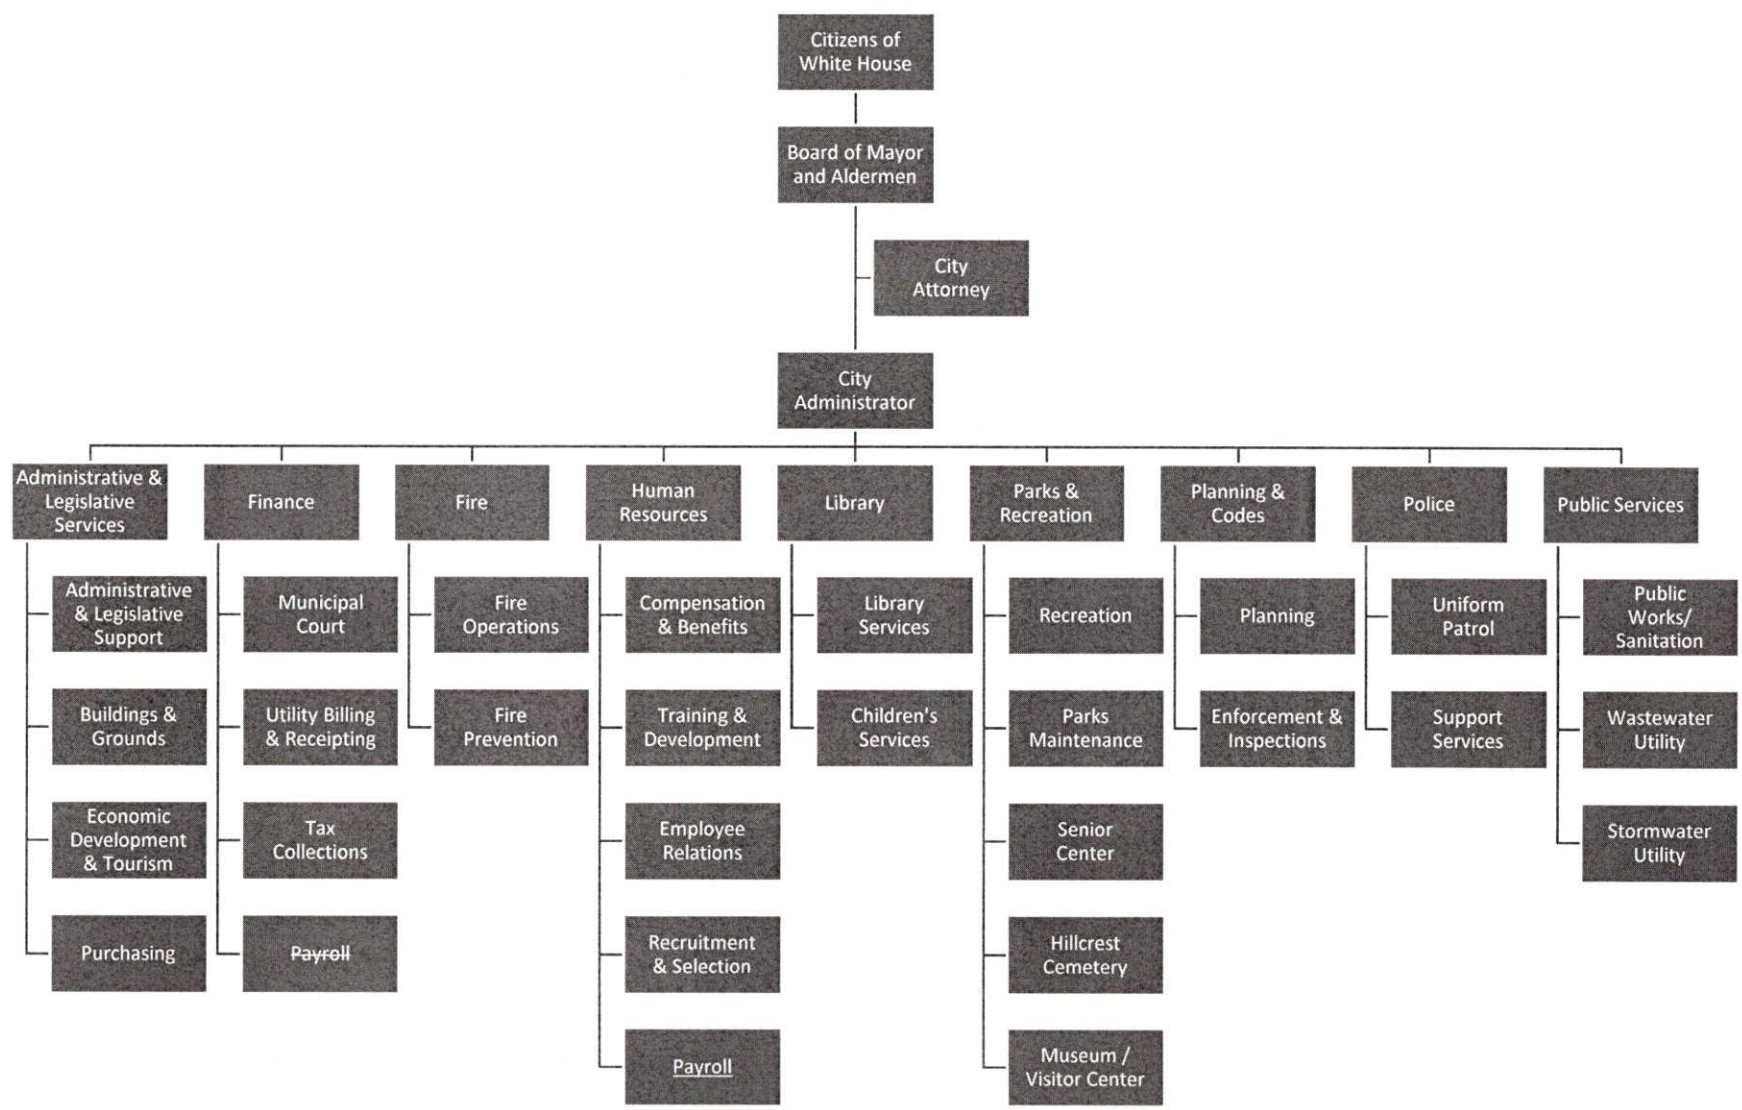 Citizens of
White House
Board of Mayor
and Aldermen
City
Attorney
City
Administrator
Administrative &
Legislative
Services
Finance
Fire
Human
Resources
Library
Parks &
Recreation
Planning &
Codes
Police
Public Services
Administrative
& Legislative
Support
Buildings &
Grounds
Economic
Development
& Tourism
Purchasing
Municipal
Court
Utility Billing
& Receipting
Tax
Collections
Payroll
Fire
Operations
Fire
Prevention
Compensation
& Benefits
Training &
Development
Employee
Relations
Recruitment
& Selection
Payroll
Library
Services
Children's
Services
Recreation
Parks
Maintenance
Senior
Center
Hillcrest
Cemetery
Museum /
Visitor Center
Planning
Enforcement &
Inspections
Uniform
Patrol
Support
Services
Public
Works/
Sanitation
Wastewater
Utility
Stormwater
Utility